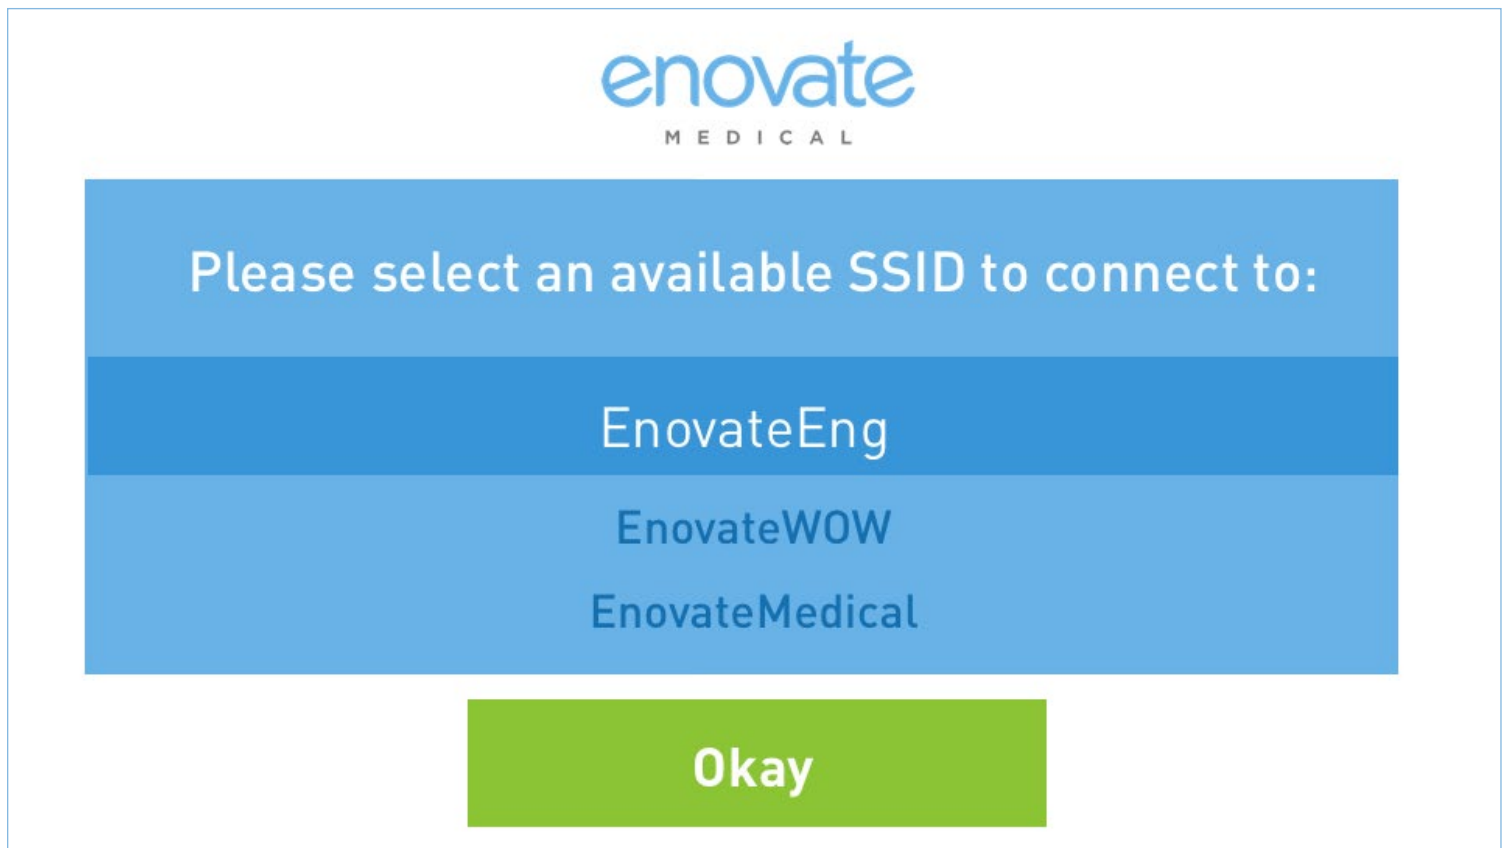 enovate
MEDICAL
Please select an available SSID to connect to:
EnovateEng
EnovateWOW
EnovateMedical
Okay